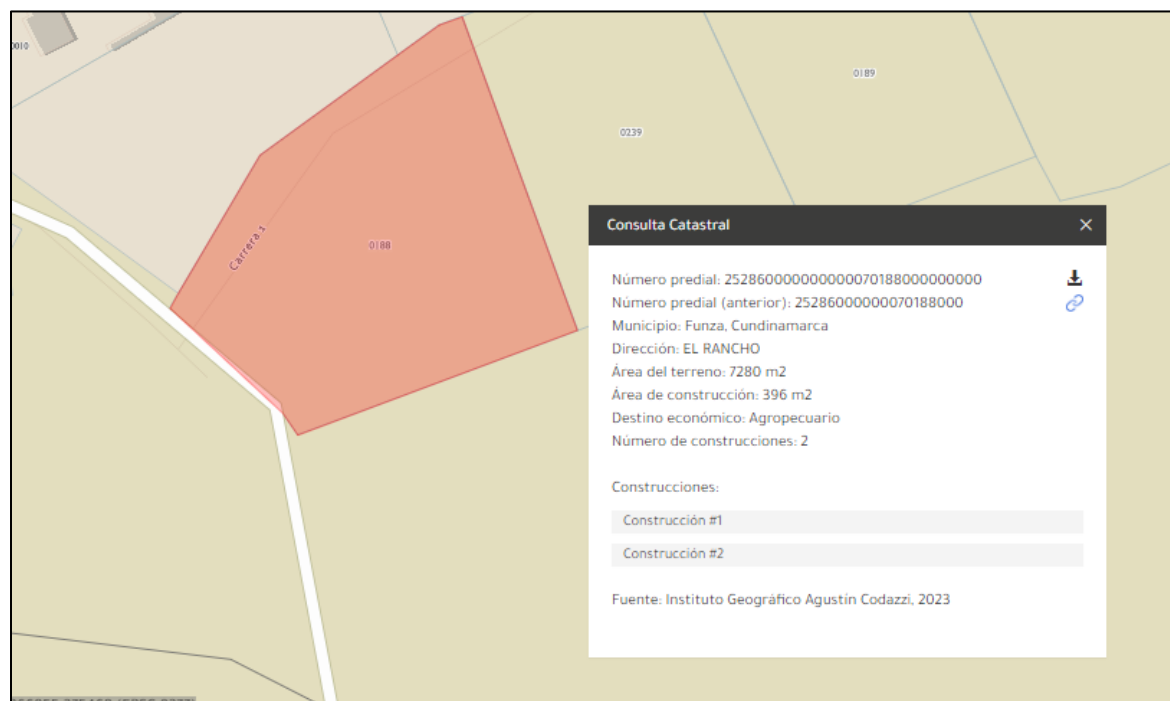 0010
0189
0239
Carrera 1
0188
Consulta Catastral
Número predial: 252860000000000070188000000000
Número predial (anterior): 25286000000070188000
Municipio: Funza, Cundinamarca
Dirección: EL RANCHO
Área del terreno: 7280 m2
Área de construcción: 396 m2
Destino económico: Agropecuario
Número de construcciones: 2
Construcciones:
Construcción #1
Construcción #2
Fuente: Instituto Geográfico Agustín Codazzi, 2023